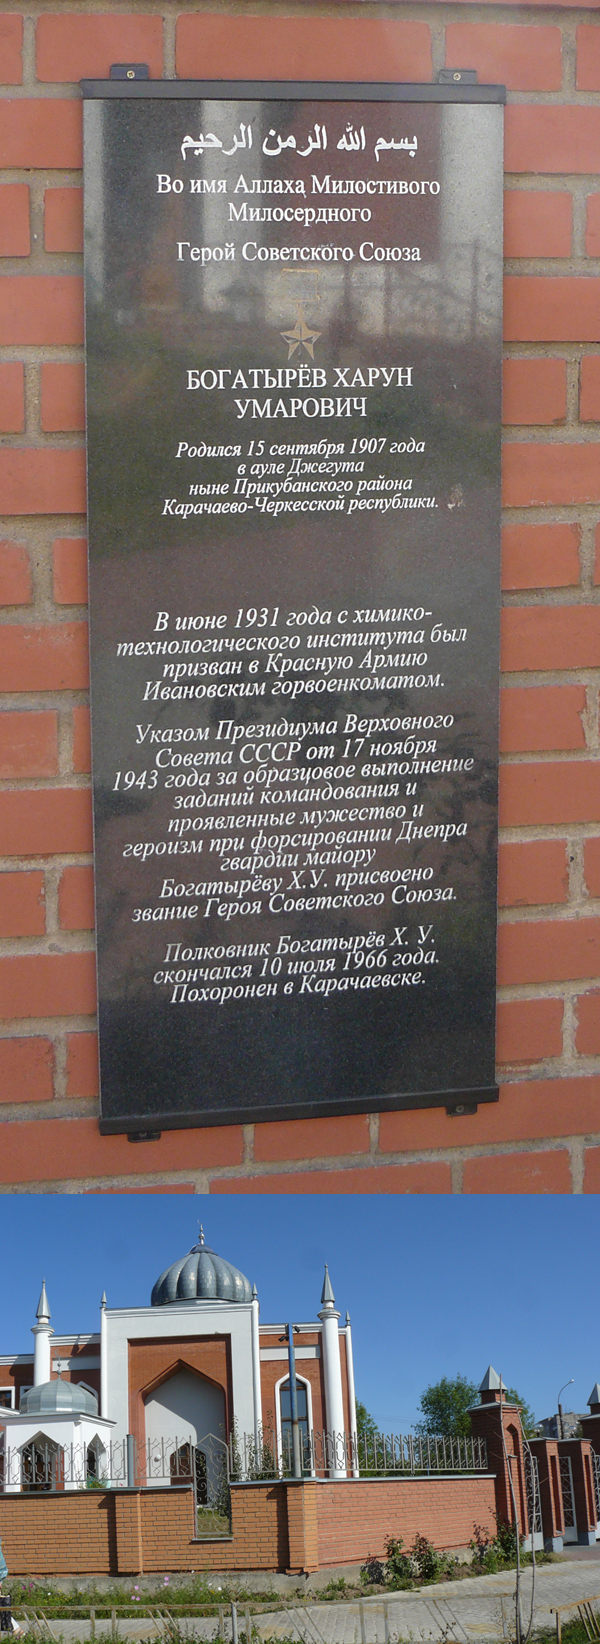 بسم الله الرمن الرحيم
Во имя Аллаха Милостивого
Милосердного
Герой Советского Союза
БОГАТЫРЁВ ХАРУН
УМАРОВИЧ
Родился 15 сентября 1907 года
в ауле Джегута
ныне Прикубанского района
Карачаево-Черкесской республики.
В июне 1931 года с химико-
технологического института был
призван в Красную Армию
Ивановским горвоенкоматом.
Указом Президиума Верховного
Совета СССР от 17 ноября
1943 года за образцовое выполнение
заданий командования и
проявленные мужество и
героизм при форсировании Днепра
гвардии майору
Богатырёву Х.У. присвоено
звание Героя Советского Союза.
Полковник Богатырёв Х. У.
скончался 10 июля 1966 года.
Похоронен в Карачаевске.